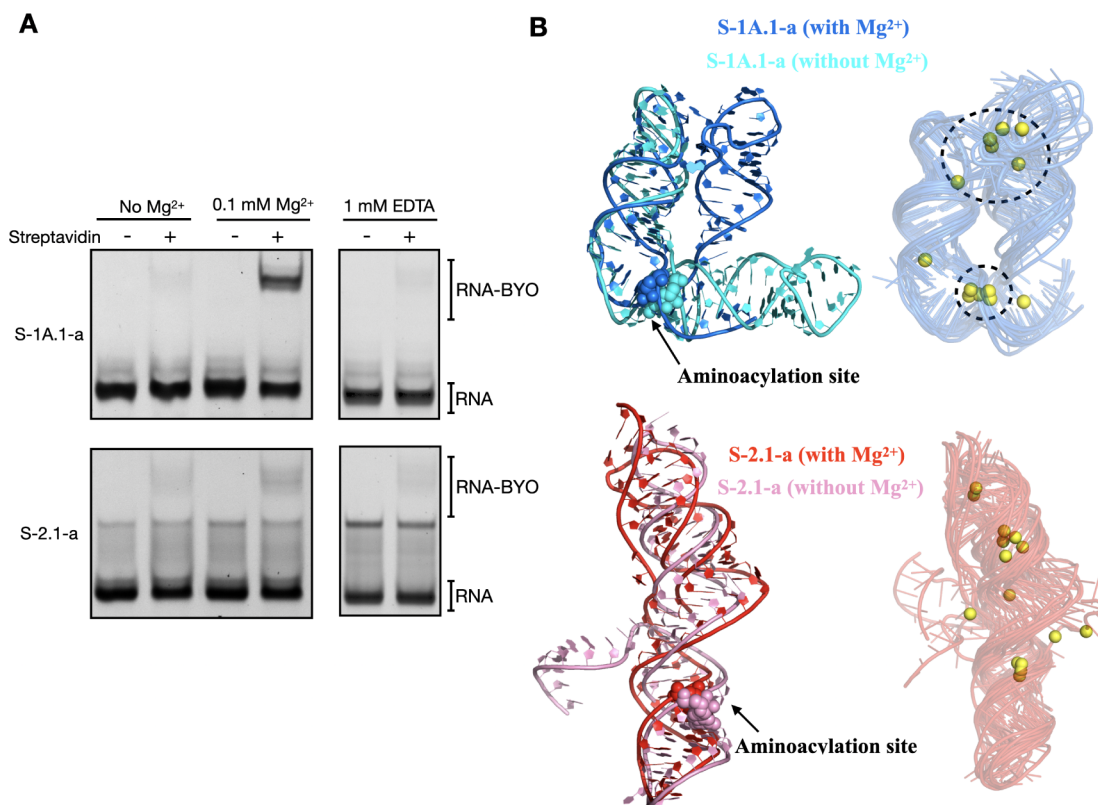 A
No Mg²⁺ 0.1 mM Mg²⁺ 1 mM EDTA
Streptavidin - + - + - +
RNA-BYO
S-1A.1-a
RNA
RNA-BYO
S-2.1-a
RNA
B
S-1A.1-a (with Mg²⁺)
S-1A.1-a (without Mg²⁺)
Aminoacylation site
S-2.1-a (with Mg²⁺)
S-2.1-a (without Mg²⁺)
Aminoacylation site